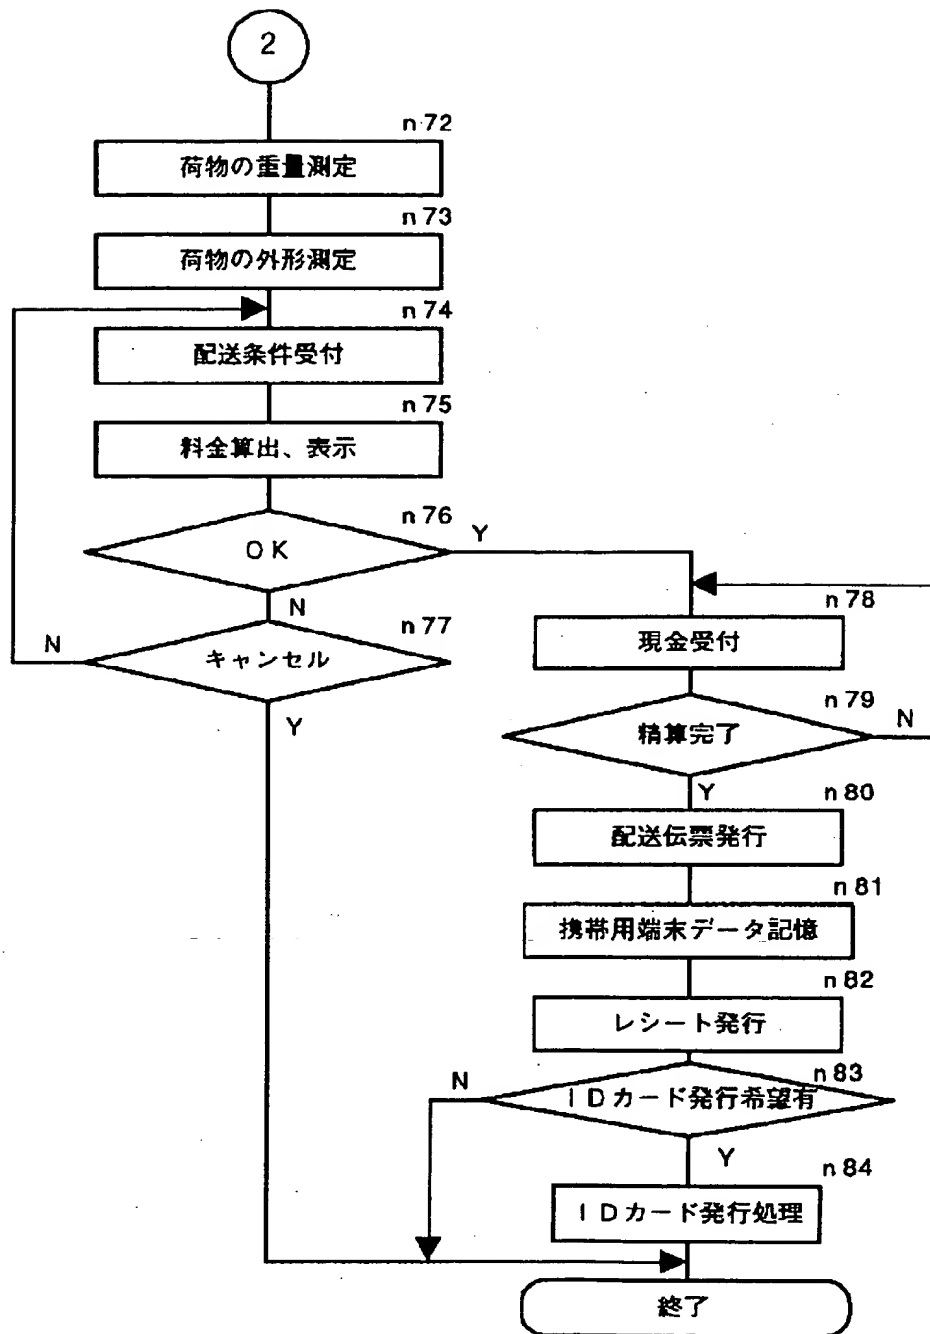 2
n72
荷物の重量測定
n73
荷物の外形測定
n74
配送条件受付
n75
料金算出、表示
n76
OK
Y
N
n77
キャンセル
N
Y
n78
現金受付
n79
精算完了
N
Y
n80
配送伝票発行
n81
携帯用端末データ記憶
n82
レシート発行
n83
IDカード発行希望有
N
Y
n84
IDカード発行処理
終了